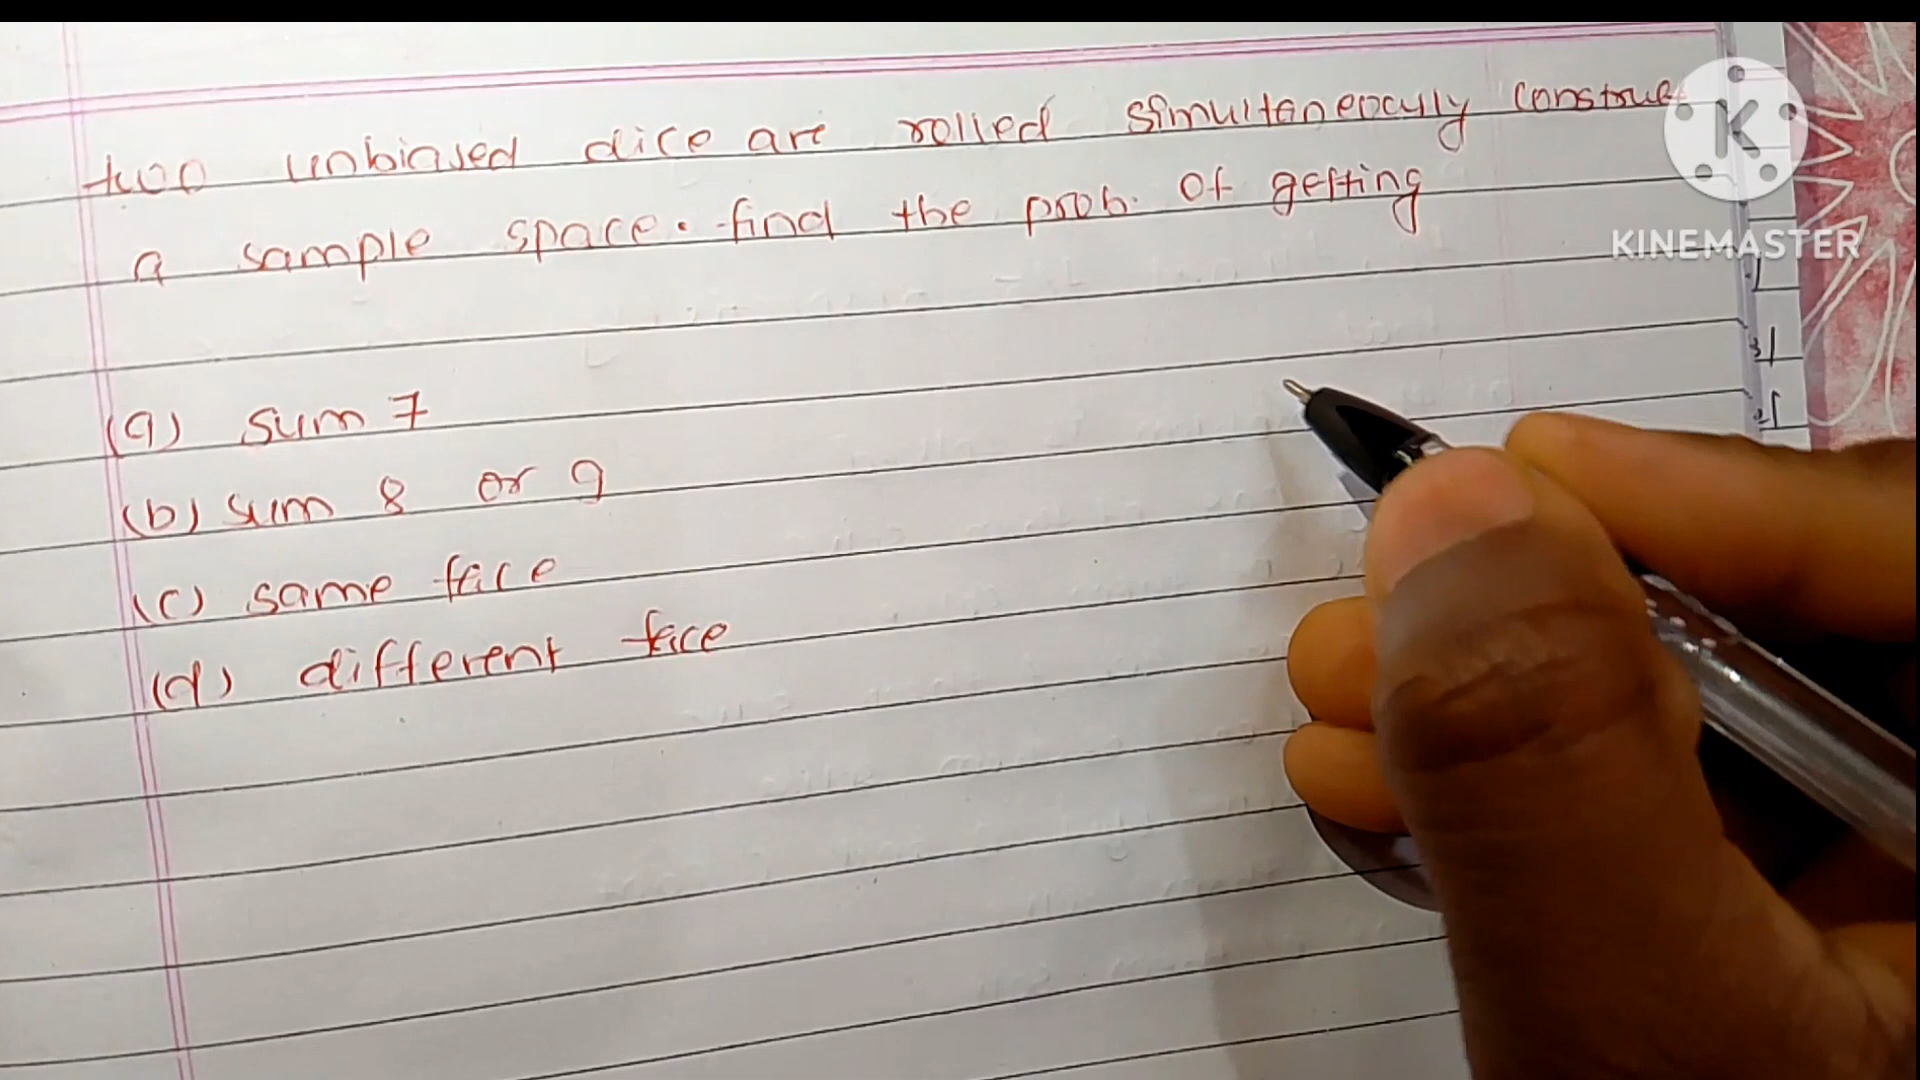 two unbiased dice are rolled simultaneously construct
a sample space. find the prob. of getting
(a) sum 7
(b) sum 8 or 9
(c) same face
(d) different face
K
KINEMASTER